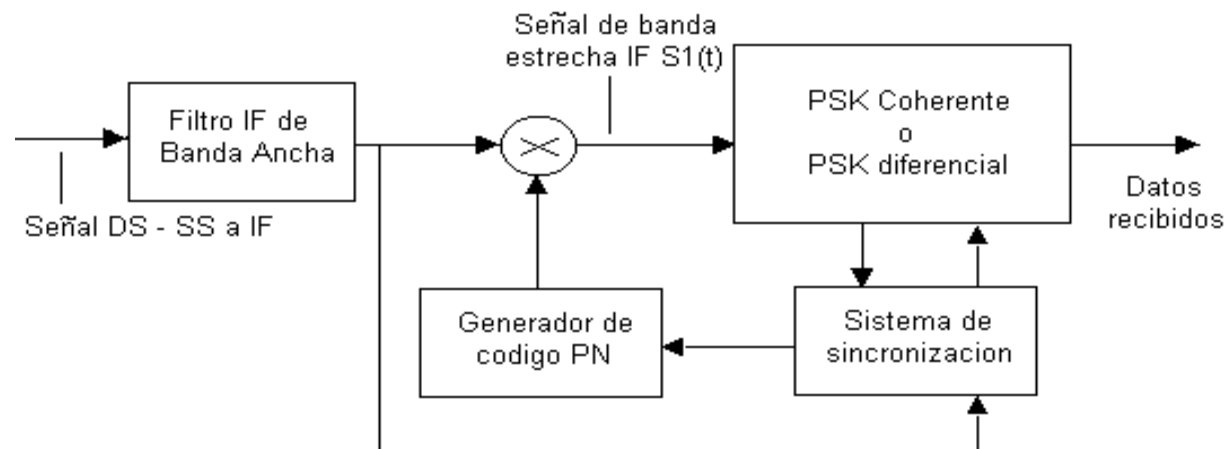 Señal de banda
estrecha IF S1(t)
Filtro IF de
Banda Ancha
PSK Coherente
o
PSK diferencial
Señal DS - SS a IF
Datos
recibidos
Generador de
codigo PN
Sistema de
sincronizacion